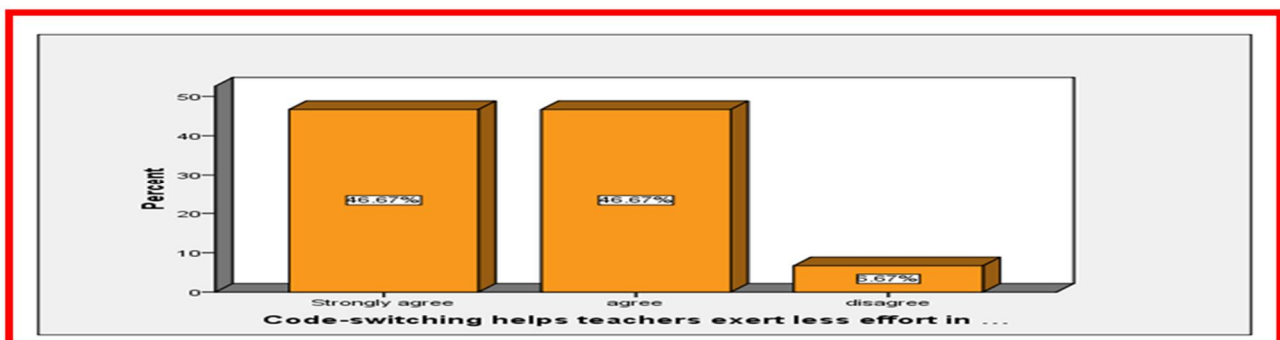 50
40
30
20
10
0
Percent
46.67%
46.67%
6.67%
Strongly agree
agree
disagree
Code-switching helps teachers exert less effort in ...